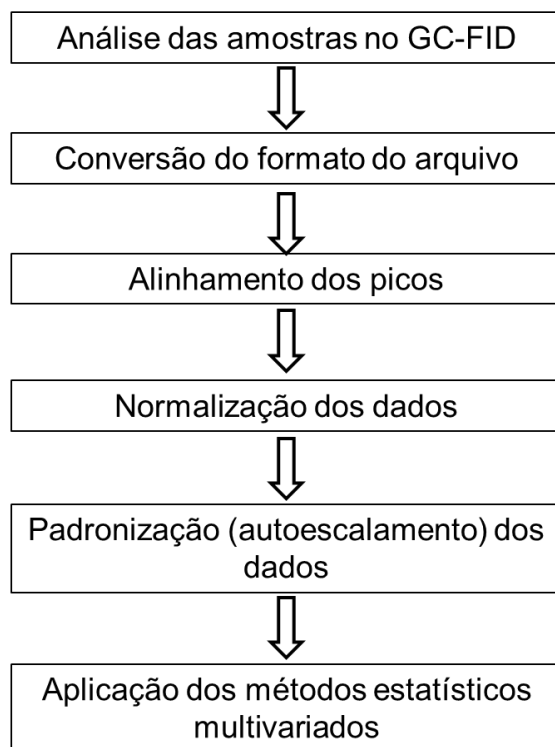 Análise das amostras no GC-FID
Conversão do formato do arquivo
Alinhamento dos picos
Normalização dos dados
Padronização (autoescalamento) dos
dados
Aplicação dos métodos estatísticos
multivariados